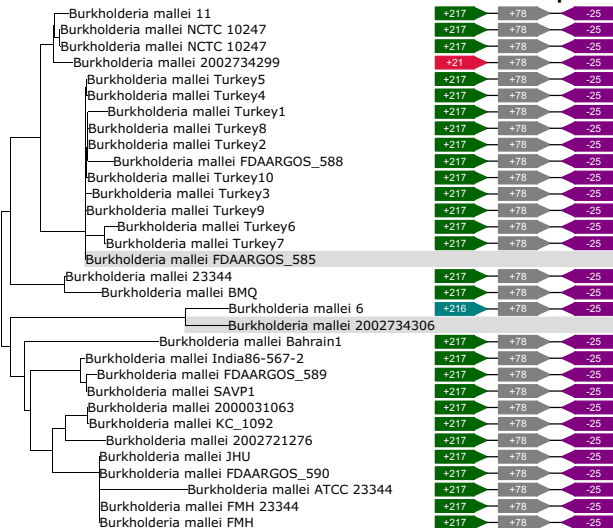 Burkholderia mallei 11 +217 +78 -25
Burkholderia mallei NCTC 10247 +217 +78 -25
Burkholderia mallei NCTC 10247 +217 +78 -25
Burkholderia mallei 2002734299 +21 +78 -25
Burkholderia mallei Turkey5 +217 +78 -25
Burkholderia mallei Turkey4 +217 +78 -25
Burkholderia mallei Turkey1 +217 +78 -25
Burkholderia mallei Turkey8 +217 +78 -25
Burkholderia mallei Turkey2 +217 +78 -25
Burkholderia mallei FDAARGOS_588 +217 +78 -25
Burkholderia mallei Turkey10 +217 +78 -25
Burkholderia mallei Turkey3 +217 +78 -25
Burkholderia mallei Turkey9 +217 +78 -25
Burkholderia mallei Turkey6 +217 +78 -25
Burkholderia mallei Turkey7 +217 +78 -25
Burkholderia mallei FDAARGOS_585
Burkholderia mallei 23344 +217 +78 -25
Burkholderia mallei BMQ +217 +78 -25
Burkholderia mallei 6 +216 +78 -25
Burkholderia mallei 2002734306
Burkholderia mallei Bahrain1 +217 +78 -25
Burkholderia mallei India86-567-2 +217 +78 -25
Burkholderia mallei FDAARGOS_589 +217 +78 -25
Burkholderia mallei SAVP1 +217 +78 -25
Burkholderia mallei 2000031063 +217 +78 -25
Burkholderia mallei KC_1092 +217 +78 -25
Burkholderia mallei 2002721276 +217 +78 -25
Burkholderia mallei JHU +217 +78 -25
Burkholderia mallei FDAARGOS_590 +217 +78 -25
Burkholderia mallei ATCC 23344 +217 +78 -25
Burkholderia mallei FMH 23344 +217 +78 -25
Burkholderia mallei FMH +217 +78 -25